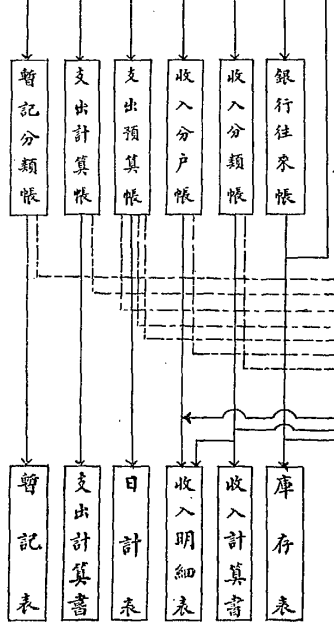 銀行往來帳
收入分類帳
收入分户帳
支出預算帳
支出計算帳
暫記分類帳
庫存表
收入計算書
收入明細表
日計表
支出計算書
暫記表